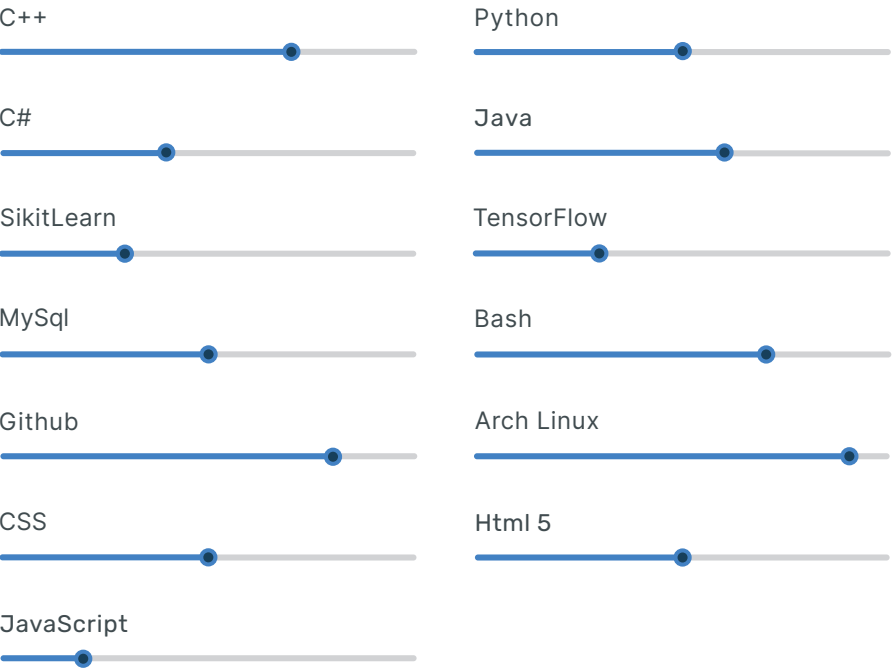 C++
Python
C#
Java
SikitLearn
TensorFlow
MySql
Bash
Github
Arch Linux
CSS
Html 5
JavaScript